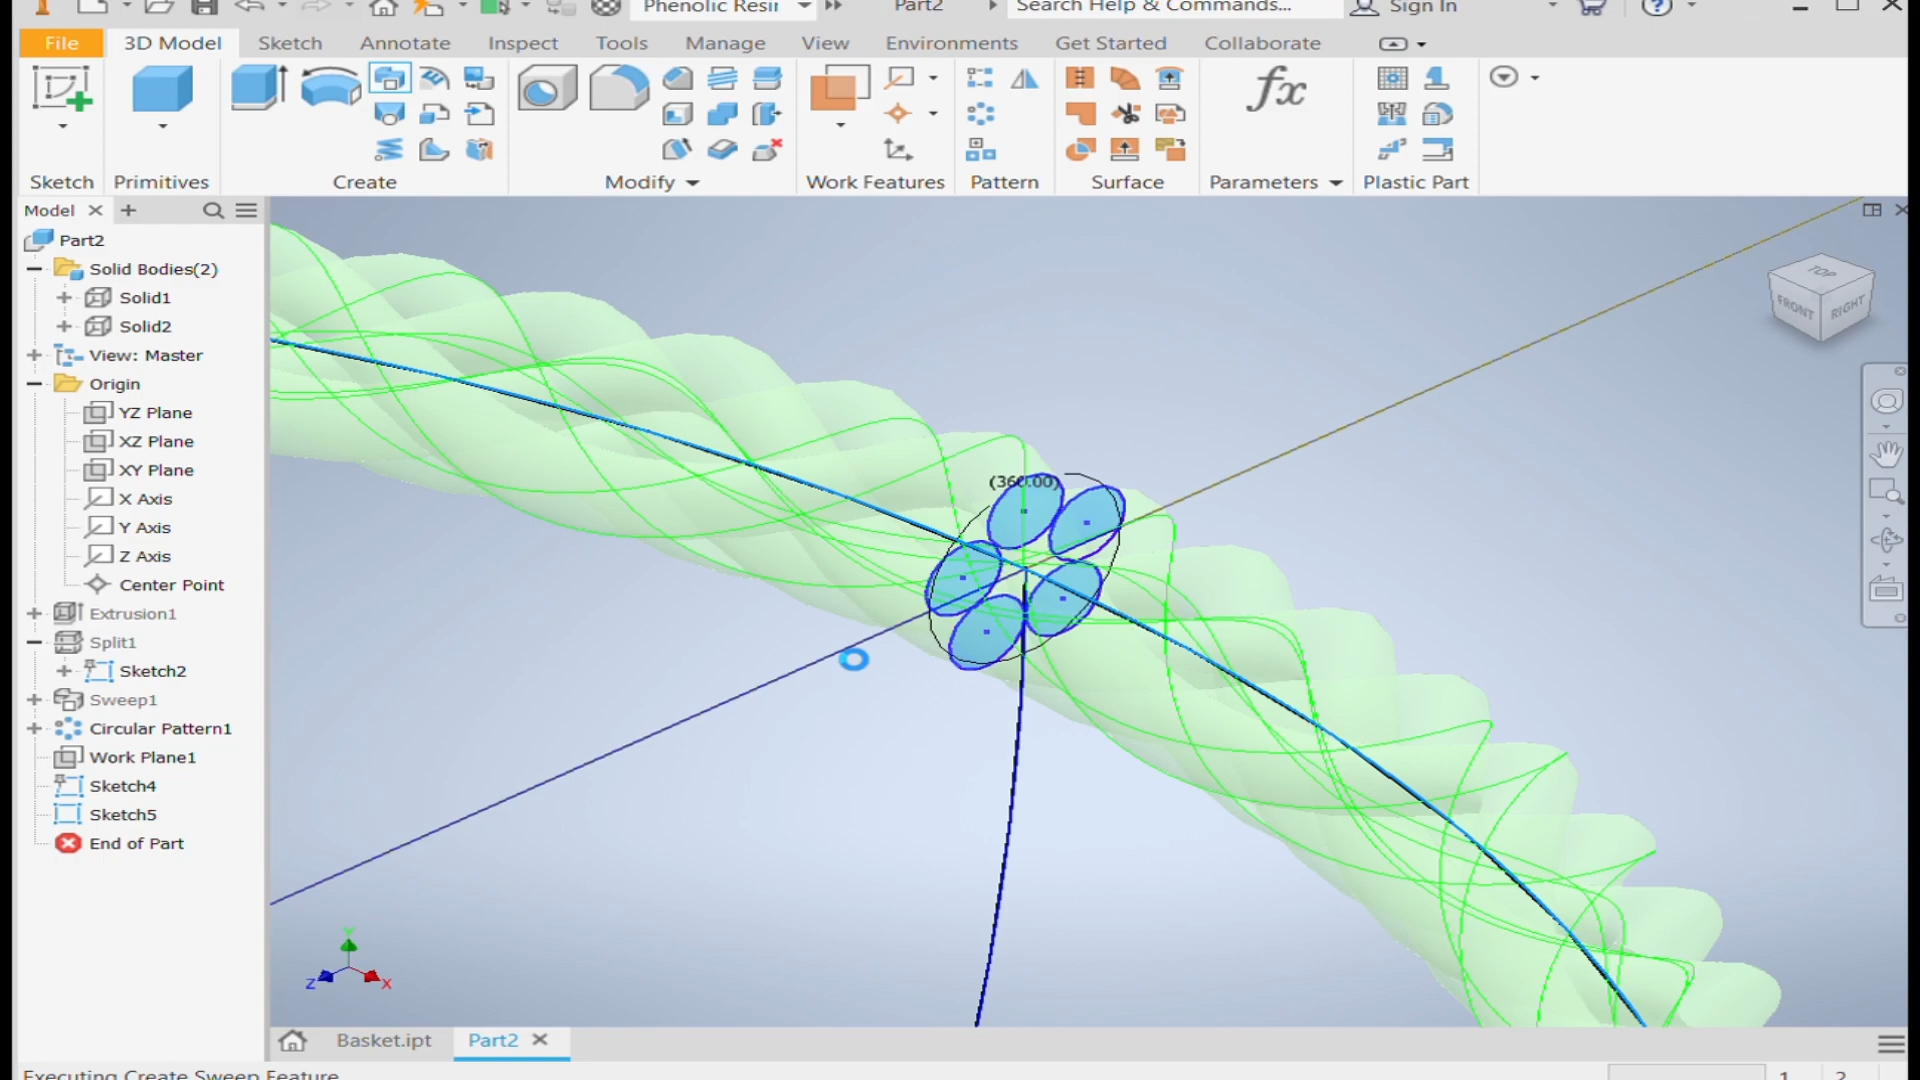 Phenolic Resir
Part2
Search Help & Commands...
Sign In
File
3D Model
Sketch
Annotate
Inspect
Tools
Manage
View
Environments
Get Started
Collaborate
fx
Sketch
Primitives
Create
Modify
Work Features
Pattern
Surface
Parameters
Plastic Part
Model
Part2
Solid Bodies(2)
Solid1
Solid2
View: Master
Origin
YZ Plane
XZ Plane
XY Plane
X Axis
Y Axis
Z Axis
Center Point
Extrusion1
Split1
Sketch2
Sweep1
Circular Pattern1
Work Plane1
Sketch4
Sketch5
End of Part
(360.00)
TOP
FRONT
RIGHT
Y
Z
X
Basket.ipt
Part2
Executing Create Sweep Feature
1
2